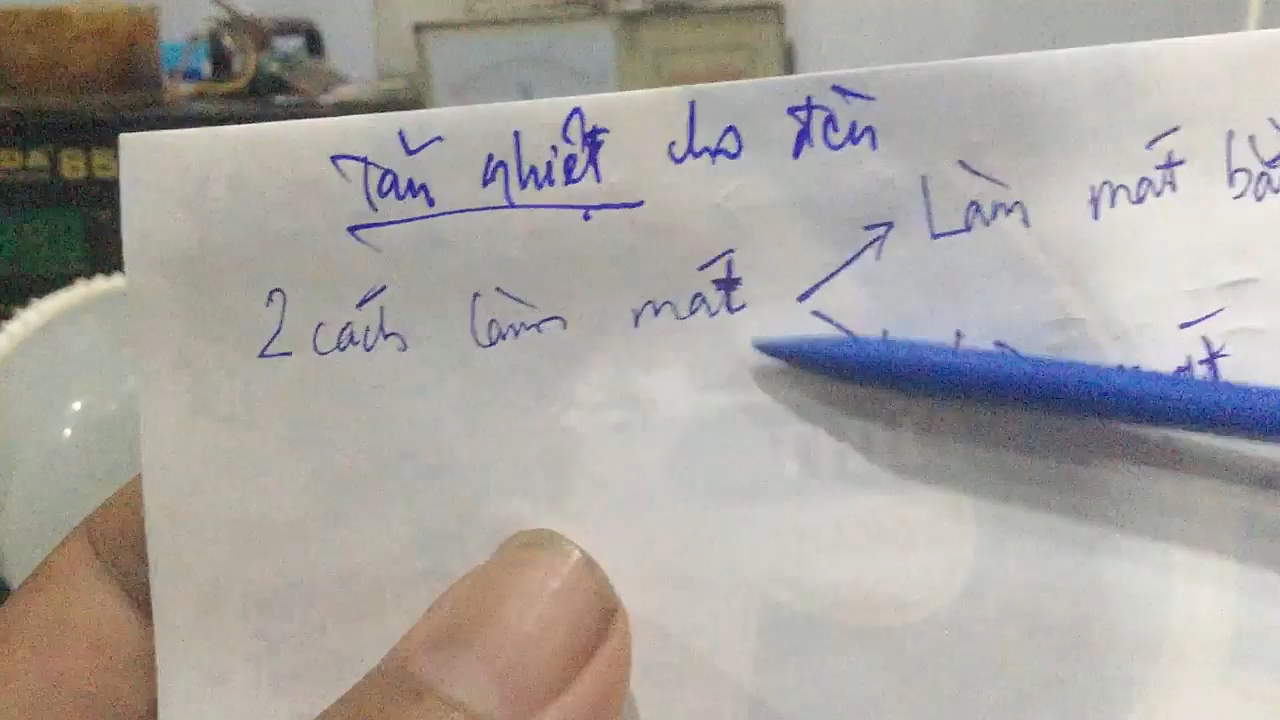 Tản nhiệt cho đèn
2 cách làm mát
Làm mát